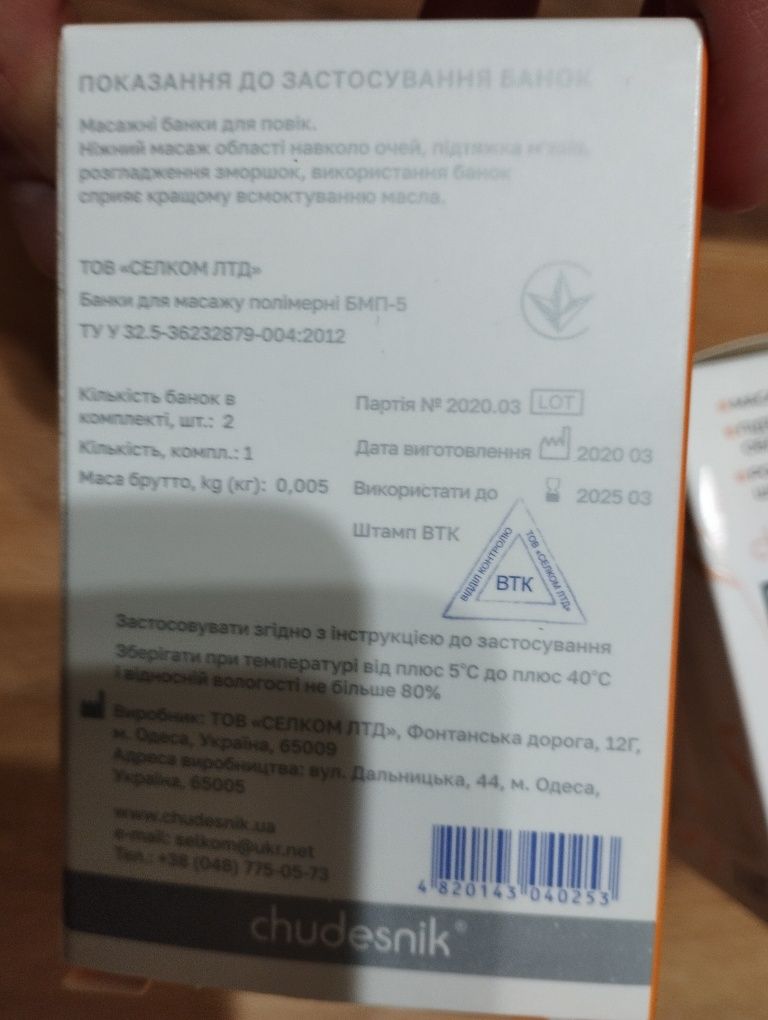 ПОКАЗАННЯ ДО ЗАСТОСУВАННЯ БАНОК
Масажні банки для повік.
Ніжний масаж області навколо очей, підтяжка м'язів,
розгладження зморшок, використання банок
сприяє кращому всмоктуванню масла.
ТОВ «СЕЛКОМ ЛТД»
Банки для масажу полімерні БМП-5
ТУ У 32.5-36232879-004:2012
Кількість банок в
комплекті, шт.: 2
Кількість, компл.: 1
Маса брутто, kg (кг): 0,005
Партія № 2020.03 LOT
Дата виготовлення 2020 03
Використати до 2025 03
Штамп ВТК
ВІДДІЛ КОНТРОЛЮ
ТОВ «СЕЛКОМ ЛТД»
ВТК
Застосовувати згідно з інструкцією до застосування
Зберігати при температурі від плюс 5°С до плюс 40°С
і відносній вологості не більше 80%
Виробник: ТОВ «СЕЛКОМ ЛТД», Фонтанська дорога, 12Г,
м. Одеса, Україна, 65009
Адреса виробництва: вул. Дальницька, 44, м. Одеса,
Україна, 65005
www.chudesnik.ua
e-mail: selkom@ukr.net
Тел.: +38 (048) 775-05-73
4 820143 040253
chudesnik®